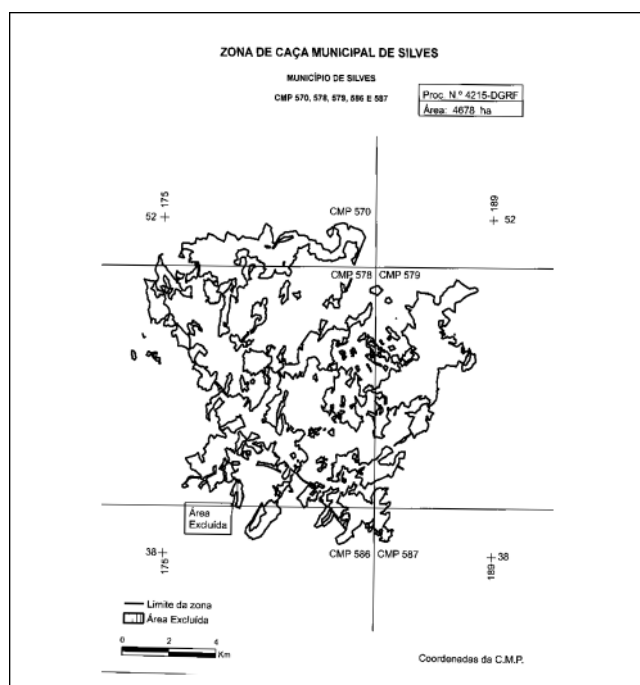 ZONA DE CAÇA MUNICIPAL DE SILVES
MUNICÍPIO DE SILVES
CMP 570, 578, 579, 586 E 587
Proc. N.º 4215-DGRF
Área: 4678 ha
175
52
CMP 570
189
52
CMP 578
CMP 579
Área
Excluída
38
175
CMP 586
CMP 587
38
189
Limite da zona
Área Excluída
0 2 4
Km
Coordenadas da C.M.P.